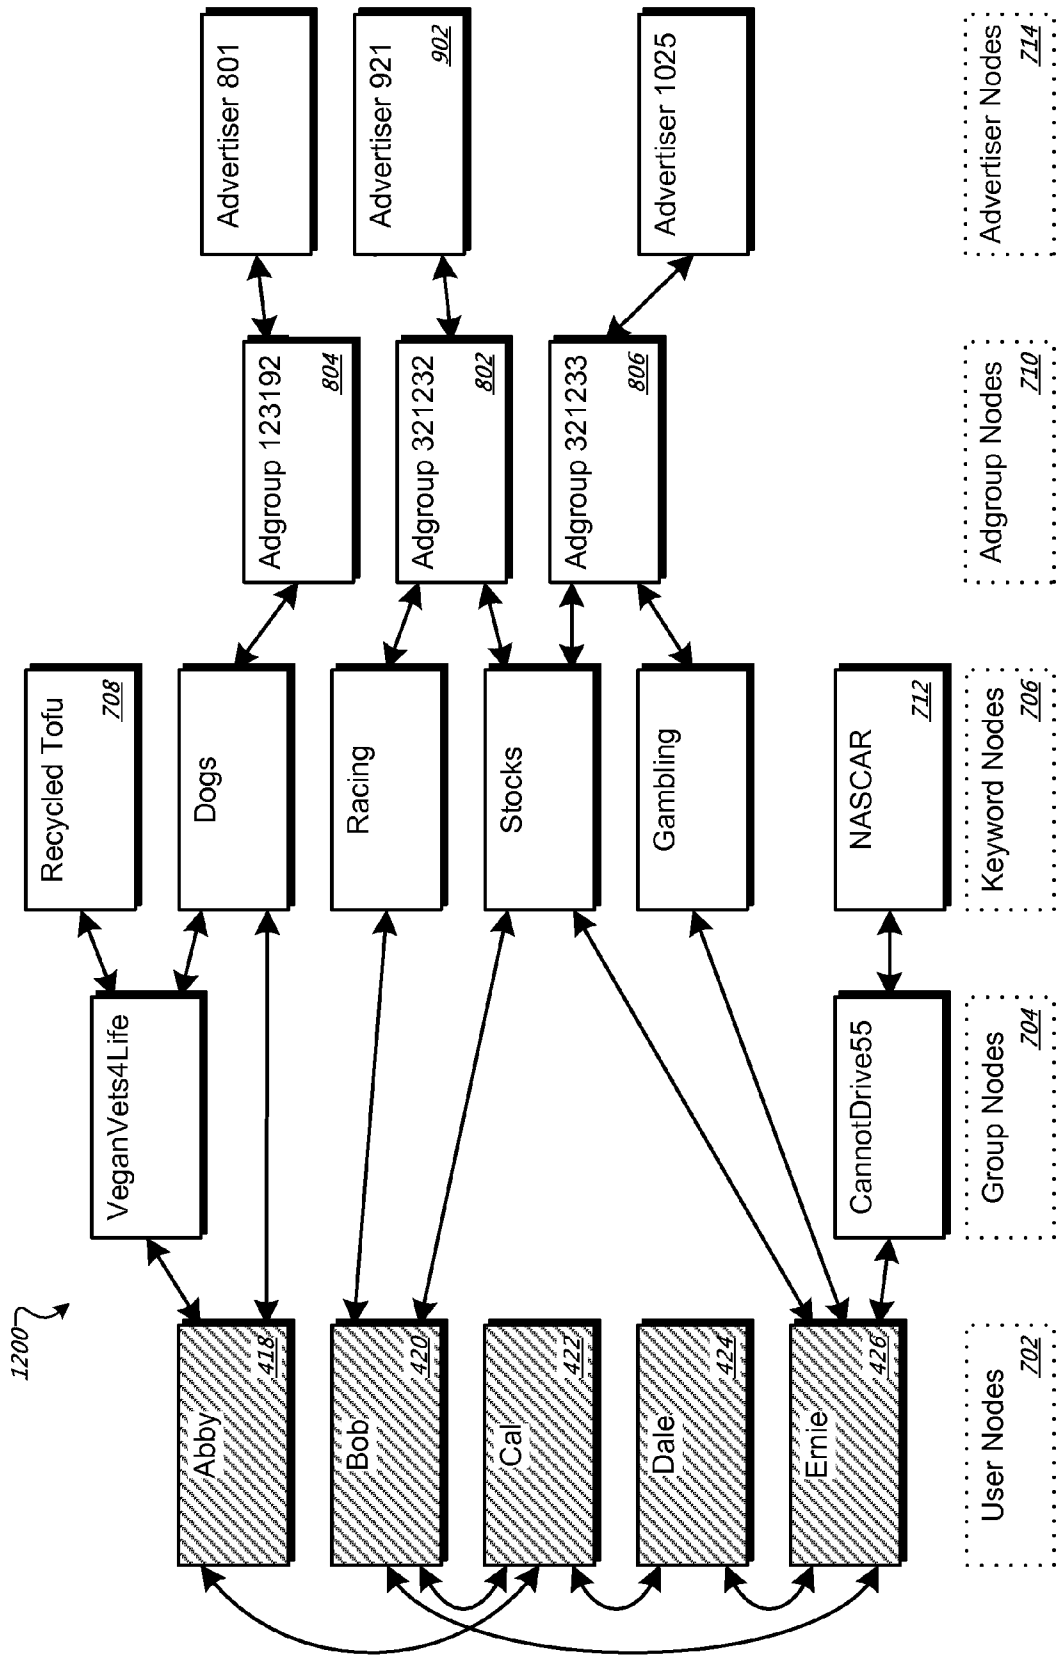 1200
Abby
418
Bob
420
Cal
422
Dale
424
Ernie
426
User Nodes
702
VeganVets4Life
CannotDrive55
Group Nodes
704
Recycled Tofu
708
Dogs
Racing
Stocks
Gambling
NASCAR
712
Keyword Nodes
706
Adgroup 123192
804
Adgroup 321232
802
Adgroup 321233
806
Adgroup Nodes
710
Advertiser 801
Advertiser 921
902
Advertiser 1025
Advertiser Nodes
714